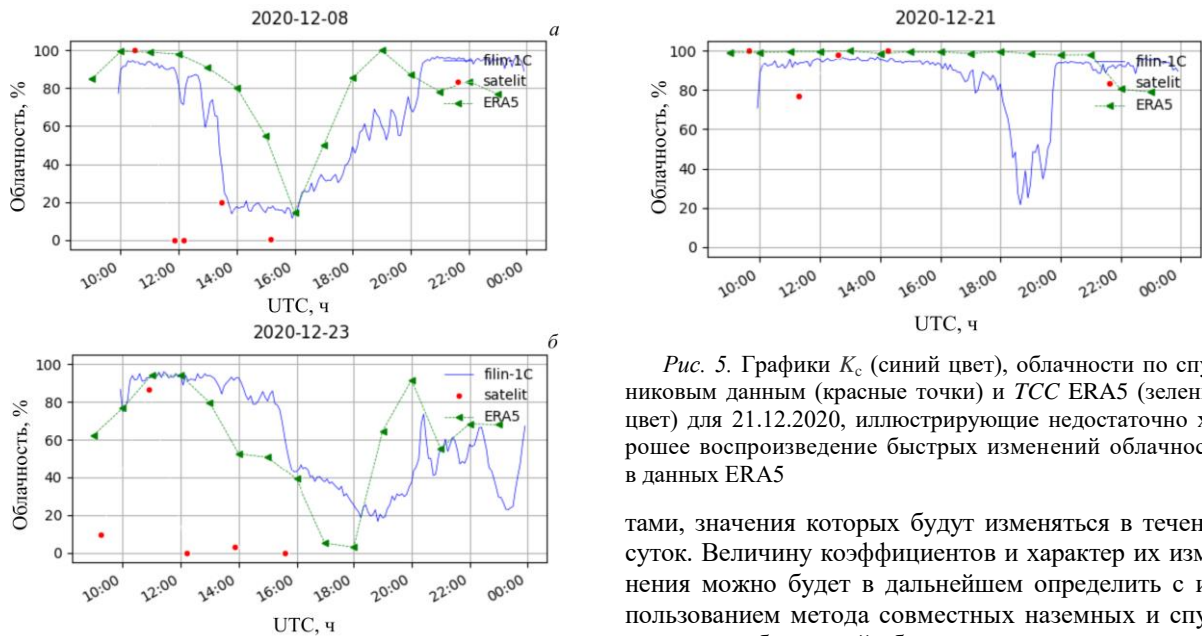 2020-12-08
а
Облачность, %
100
80
60
40
20
0
filin-1C
satelit
ERA5
10:00 12:00 14:00 16:00 18:00 20:00 22:00 00:00
UTC, ч
2020-12-23
б
Облачность, %
100
80
60
40
20
0
filin-1C
satelit
ERA5
10:00 12:00 14:00 16:00 18:00 20:00 22:00 00:00
UTC, ч
2020-12-21
Облачность, %
100
80
60
40
20
0
filin-1C
satelit
ERA5
10:00 12:00 14:00 16:00 18:00 20:00 22:00 00:00
UTC, ч
Рис. 5. Графики Kc (синий цвет), облачности по спу
никовым данным (красные точки) и TCC ERA5 (зелен
цвет) для 21.12.2020, иллюстрирующие недостаточно х
рошее воспроизведение быстрых изменений облачнос
в данных ERA5
тами, значения которых будут изменяться в течен
суток. Величину коэффициентов и характер их изм
нения можно будет в дальнейшем определить с и
пользованием метода совместных наземных и спу